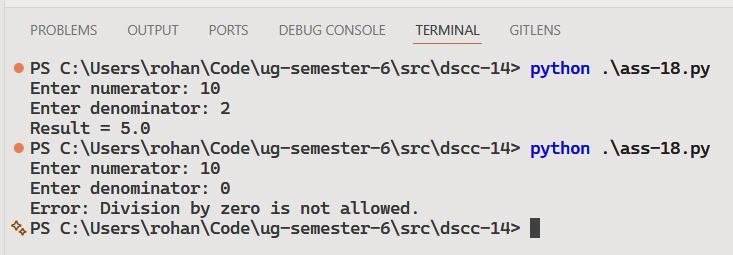 PROBLEMS OUTPUT PORTS DEBUG CONSOLE TERMINAL GITLENS
PS C:\Users\rohan\Code\ug-semester-6\src\dscc-14> python .\ass-18.py
Enter numerator: 10
Enter denominator: 2
Result = 5.0
PS C:\Users\rohan\Code\ug-semester-6\src\dscc-14> python .\ass-18.py
Enter numerator: 10
Enter denominator: 0
Error: Division by zero is not allowed.
PS C:\Users\rohan\Code\ug-semester-6\src\dscc-14>